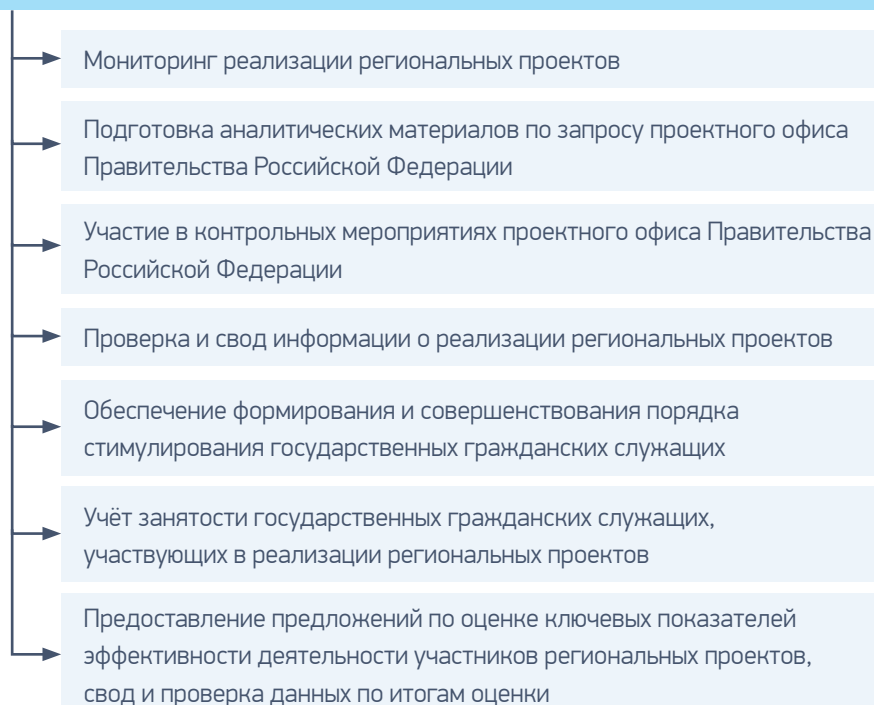 Мониторинг реализации региональных проектов
Подготовка аналитических материалов по запросу проектного офиса
Правительства Российской Федерации
Участие в контрольных мероприятиях проектного офиса Правительства
Российской Федерации
Проверка и свод информации о реализации региональных проектов
Обеспечение формирования и совершенствования порядка
стимулирования государственных гражданских служащих
Учёт занятости государственных гражданских служащих,
участвующих в реализации региональных проектов
Предоставление предложений по оценке ключевых показателей
эффективности деятельности участников региональных проектов,
свод и проверка данных по итогам оценки